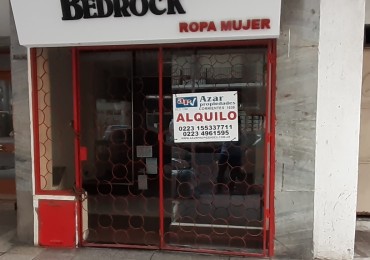 BEDROCK
ROPA MUJER
Azar
propiedades
ALQUILO
0223 155337711
0223 4961595